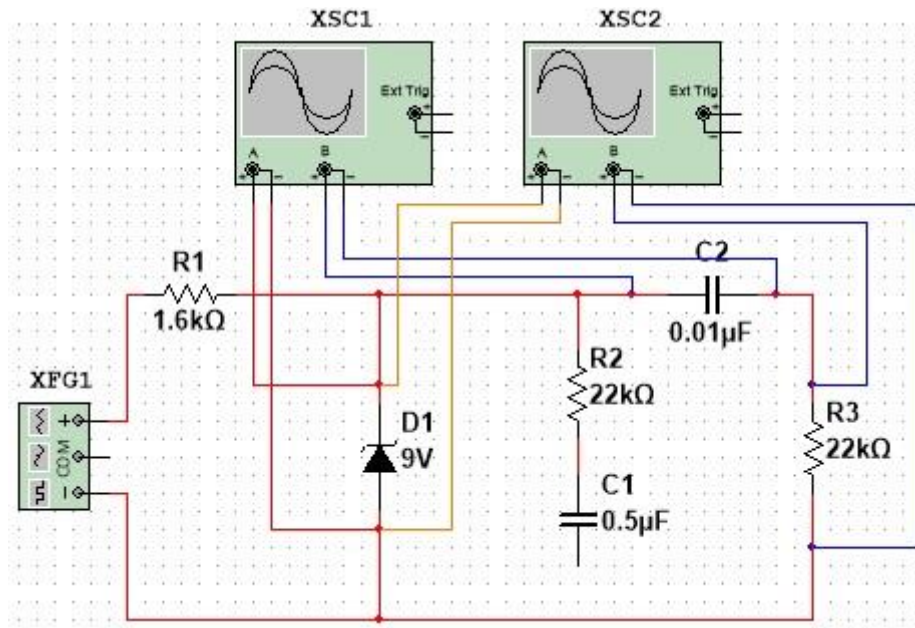 XSC1
XSC2
Ext Trig
+
-
A
B
+ - + -
Ext Trig
+
-
A
B
+ - + -
R1
1.6kΩ
C2
0.01µF
R2
22kΩ
XFG1
+
COM
-
D1
9V
R3
22kΩ
C1
0.5µF